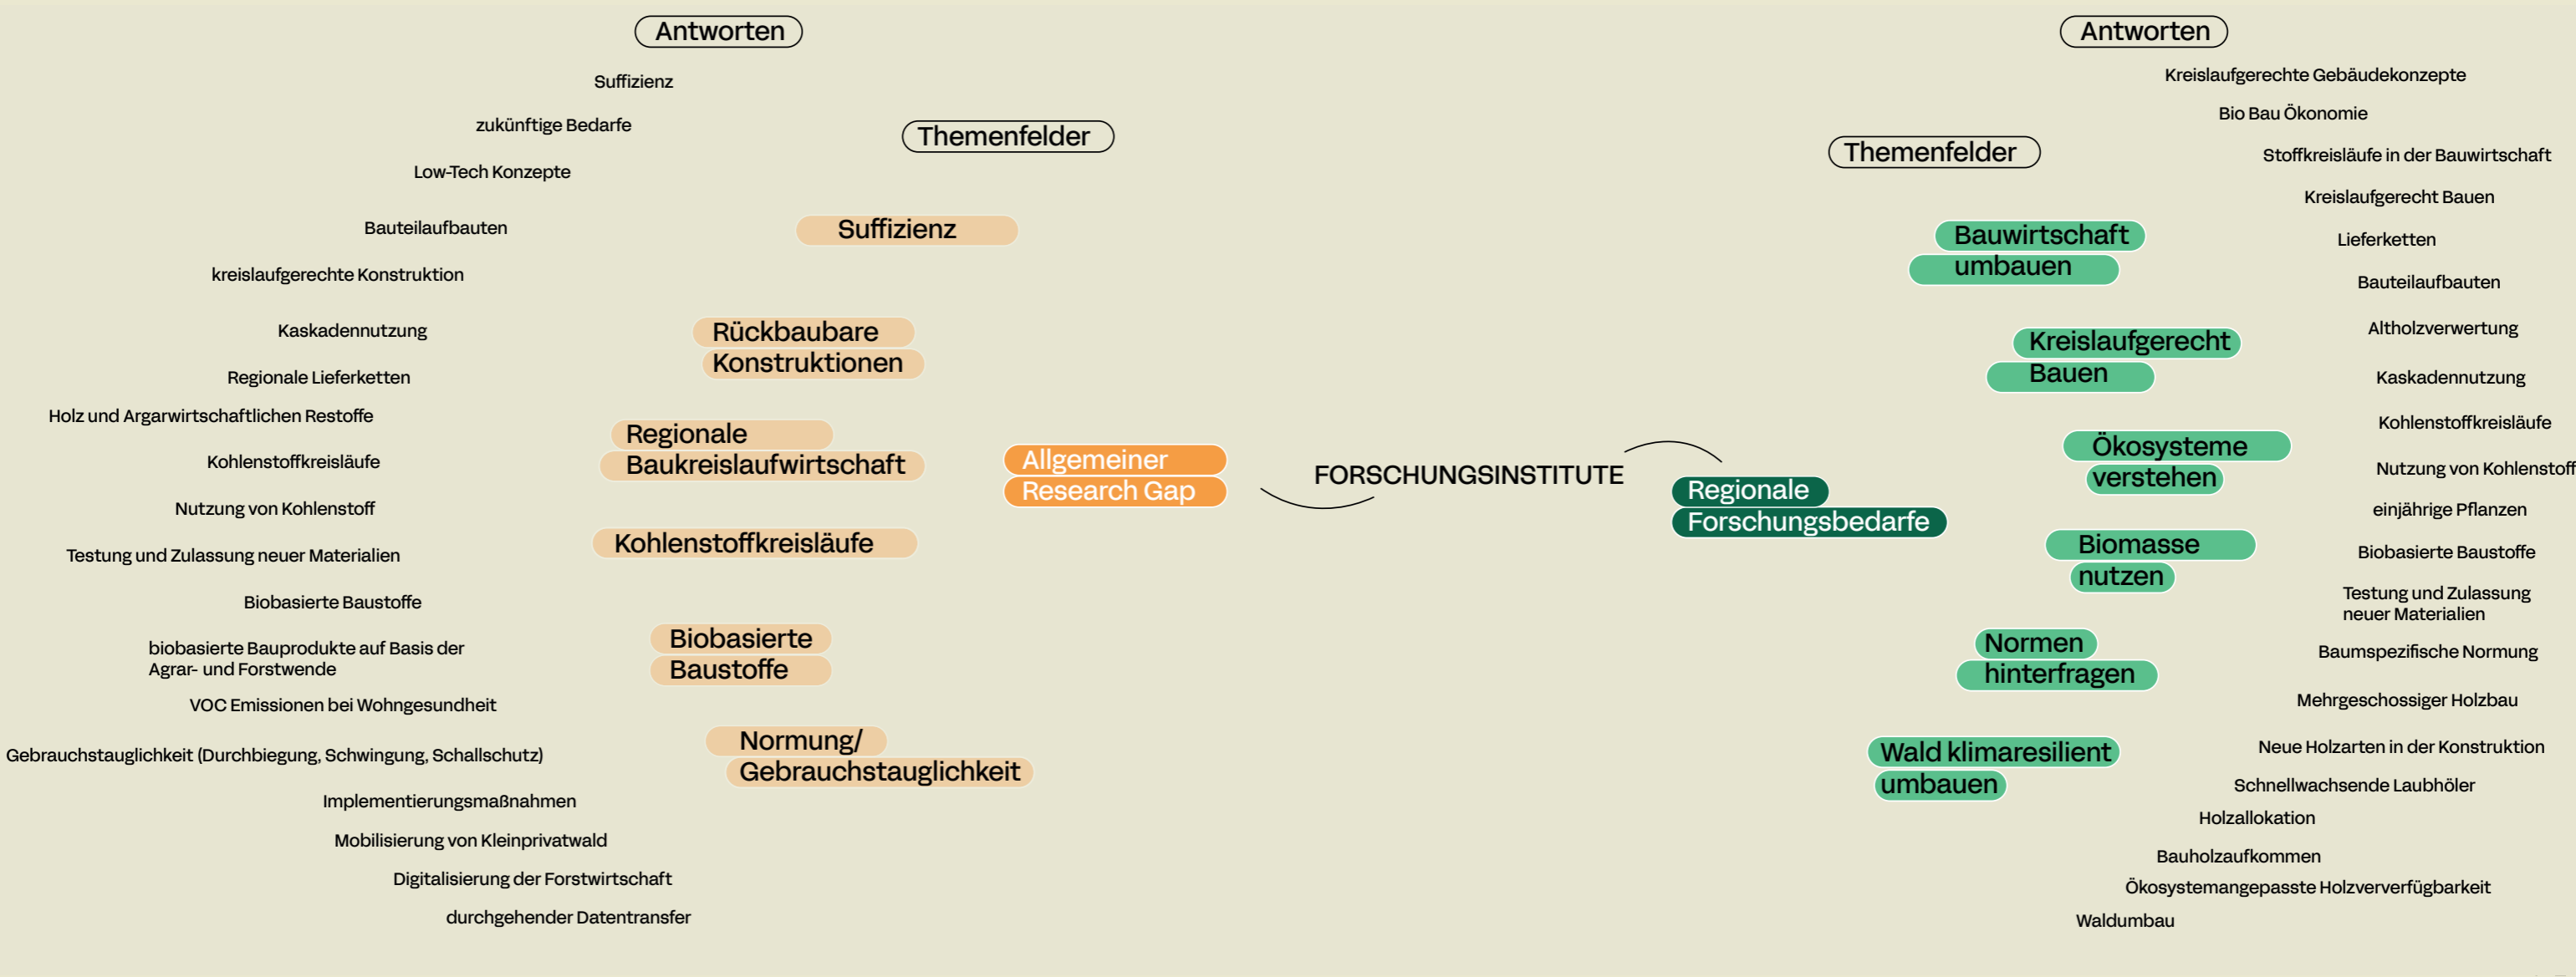 Antworten
Suffizienz
zukünftige Bedarfe
Low-Tech Konzepte
Bauteilaufbauten
kreislaufgerechte Konstruktion
Kaskadennutzung
Regionale Lieferketten
Holz und Argarwirtschaftlichen Restoffe
Kohlenstoffkreisläufe
Nutzung von Kohlenstoff
Testung und Zulassung neuer Materialien
Biobasierte Baustoffe
biobasierte Bauprodukte auf Basis der
Agrar- und Forstwende
VOC Emissionen bei Wohngesundheit
Gebrauchstauglichkeit (Durchbiegung, Schwingung, Schallschutz)
Implementierungsmaßnahmen
Mobilisierung von Kleinprivatwald
Digitalisierung der Forstwirtschaft
durchgehender Datentransfer
Themenfelder
Suffizienz
Rückbaubare
Konstruktionen
Regionale
Baukreislaufwirtschaft
Kohlenstoffkreisläufe
Biobasierte
Baustoffe
Normung/
Gebrauchstauglichkeit
Allgemeiner
Research Gap
FORSCHUNGSINSTITUTE
Regionale
Forschungsbedarfe
Themenfelder
Bauwirtschaft
umbauen
Kreislaufgerecht
Bauen
Ökosysteme
verstehen
Biomasse
nutzen
Normen
hinterfragen
Wald klimaresilient
umbauen
Antworten
Kreislaufgerechte Gebäudekonzepte
Bio Bau Ökonomie
Stoffkreisläufe in der Bauwirtschaft
Kreislaufgerecht Bauen
Lieferketten
Bauteilaufbauten
Altholzverwertung
Kaskadennutzung
Kohlenstoffkreisläufe
Nutzung von Kohlenstoff
einjährige Pflanzen
Biobasierte Baustoffe
Testung und Zulassung
neuer Materialien
Baumspezifische Normung
Mehrgeschossiger Holzbau
Neue Holzarten in der Konstruktion
Schnellwachsende Laubhöler
Holzallokation
Bauholzaufkommen
Ökosystemangepasste Holzververfügbarkeit
Waldumbau